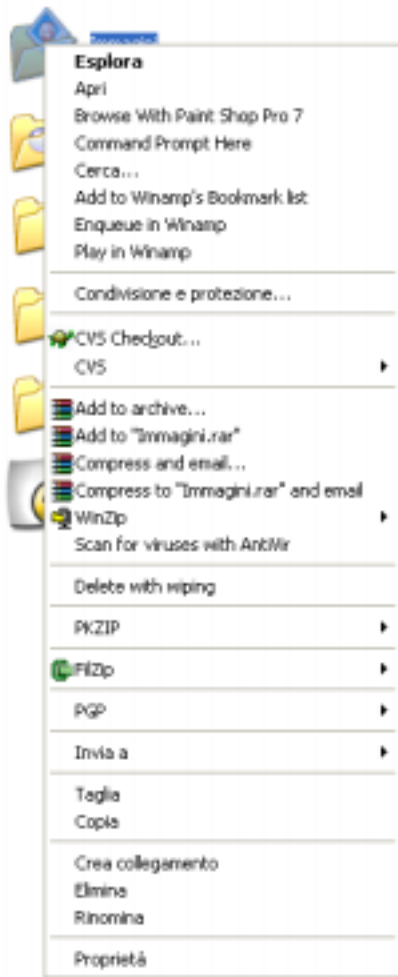 Immagini
Esplora
Apri
Browse With Paint Shop Pro 7
Command Prompt Here
Cerca...
Add to Winamp's Bookmark list
Enqueue in Winamp
Play in Winamp
Condivisione e protezione...
CVS Checkout...
CVS
Add to archive...
Add to "Immagini.rar"
Compress and email...
Compress to "Immagini.rar" and email
WinZip
Scan for viruses with AntiVir
Delete with wiping
PKZIP
FilZip
PGP
Invia a
Taglia
Copia
Crea collegamento
Elimina
Rinomina
Proprietà